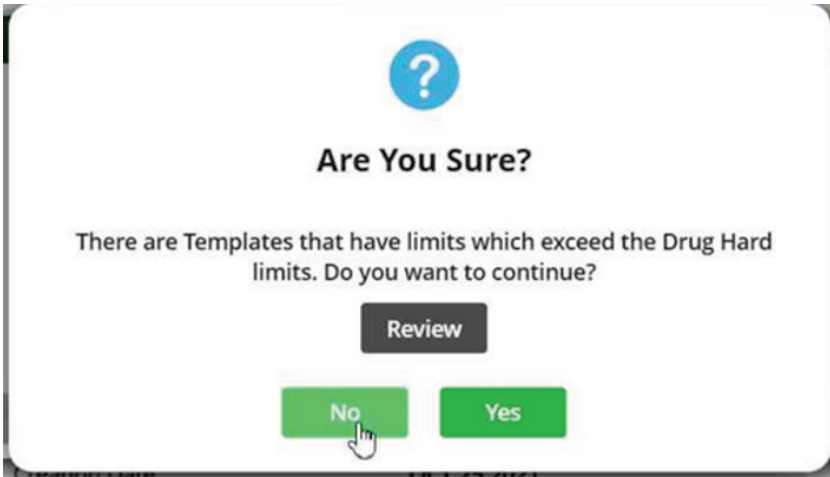 ?
Are You Sure?
There are Templates that have limits which exceed the Drug Hard
limits. Do you want to continue?
Review
No Yes